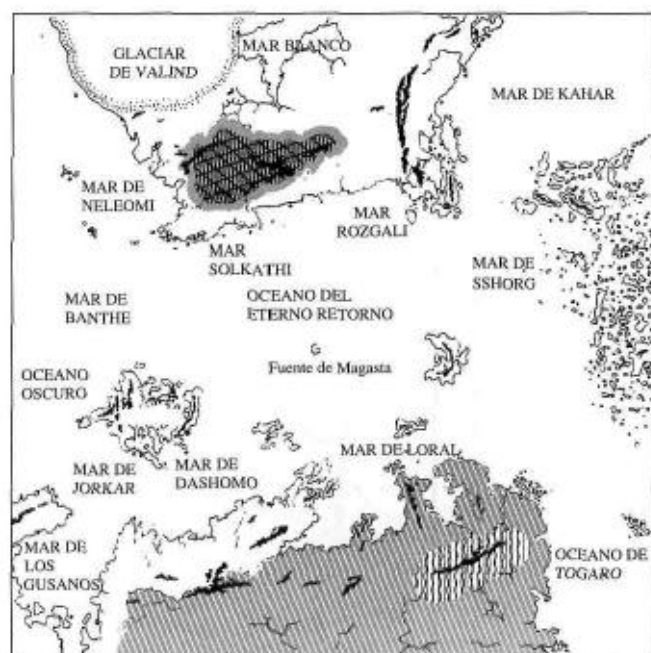 GLACIAR
DE VALIND
MAR BLANCO
MAR DE KAHAR
MAR DE
NELEOMI
MAR
ROZGALI
MAR
SOLKATHI
MAR DE
SSHORG
MAR DE
BANTHE
OCEANO DEL
ETERNO RETORNO
Fuente de Magasta
OCEANO
OSCURO
MAR DE LORAL
MAR DE
JORKAR
MAR DE
DASHOMO
MAR DE
LOS
GUSANOS
OCEANO DE
TOGARO